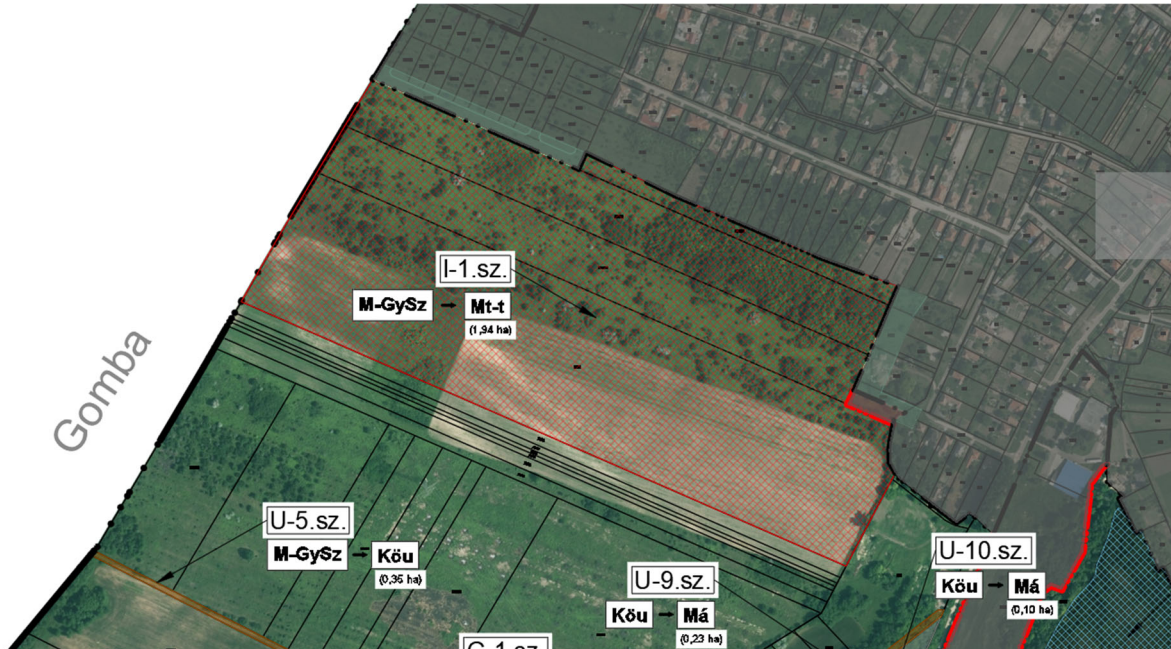 I-1.sz.
M-GySz → Mt-t
(1,94 ha)
Gomba
U-5.sz.
M-GySz → Köu
(0,35 ha)
U-9.sz.
Köu → Má
(0,23 ha)
U-10.sz.
Köu → Má
(0,10 ha)